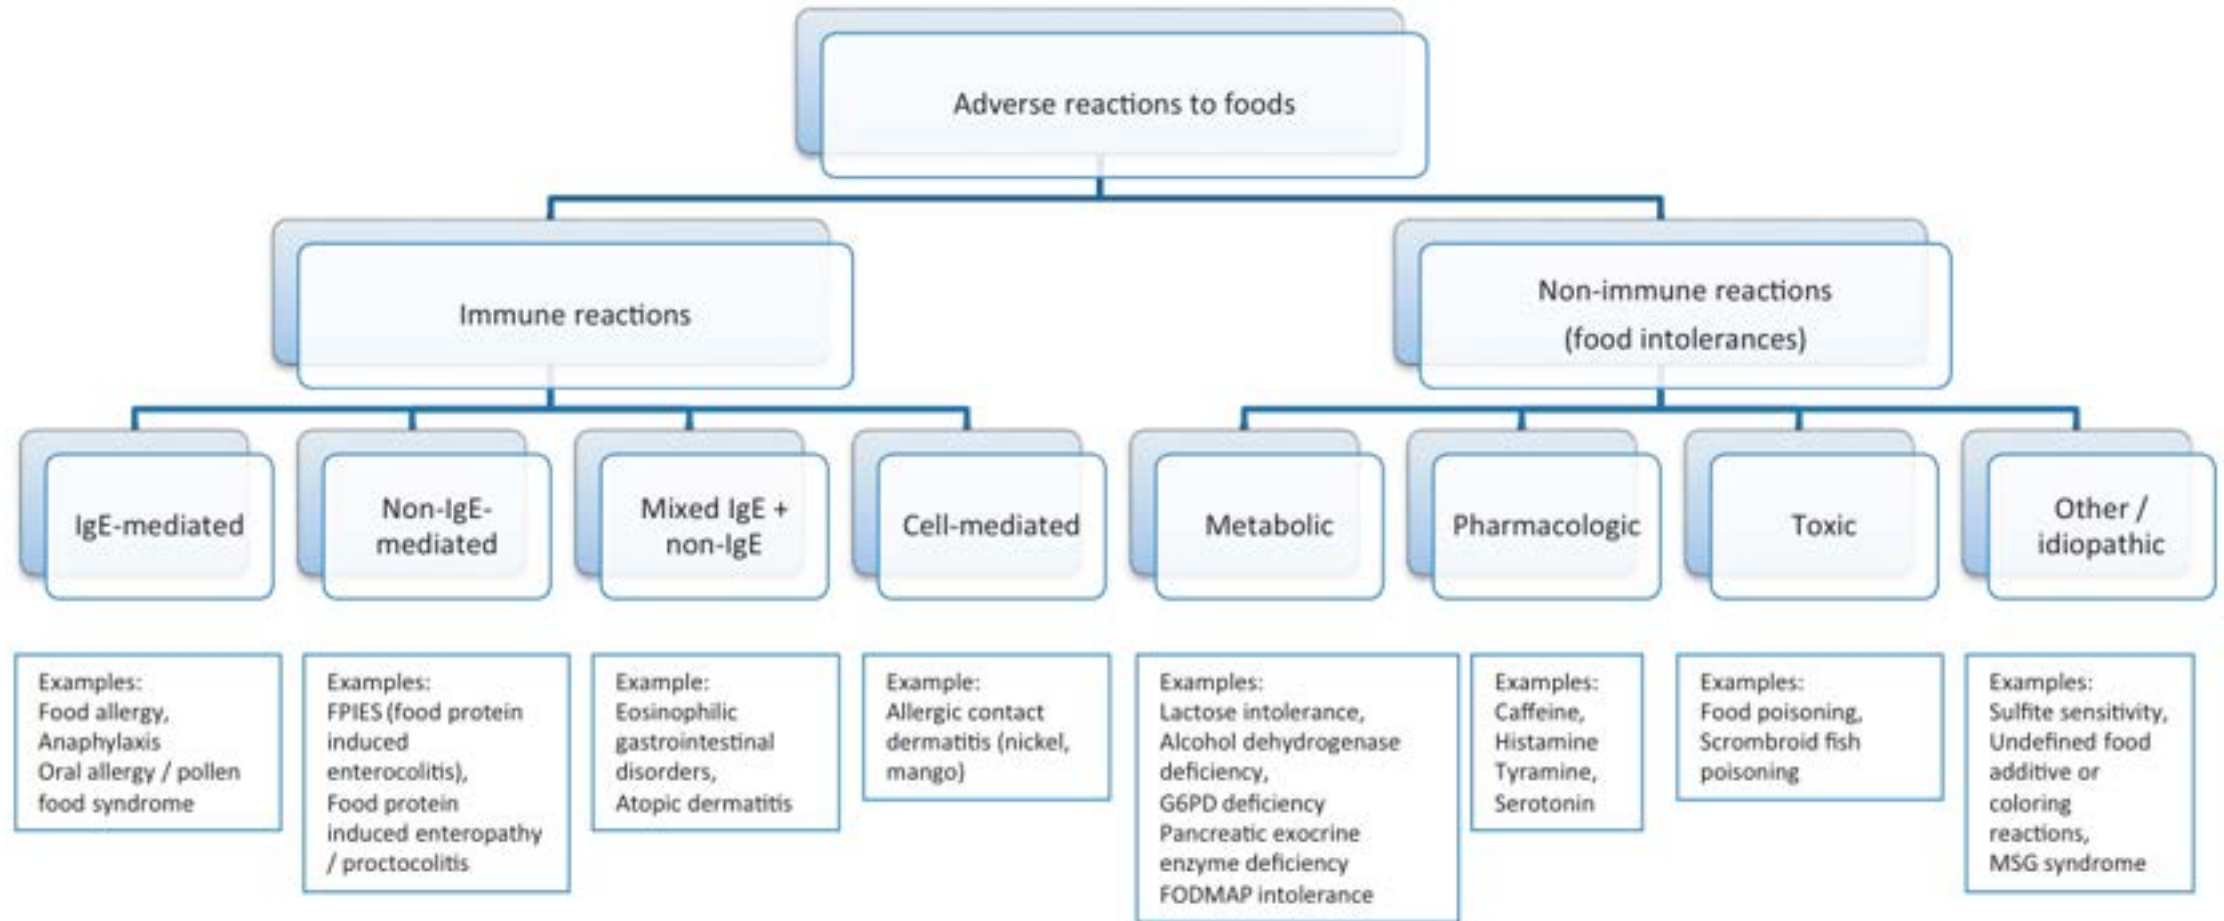 Adverse reactions to foods
Immune reactions
Non-immune reactions
(food intolerances)
IgE-mediated
Non-IgE-
mediated
Mixed IgE +
non-IgE
Cell-mediated
Metabolic
Pharmacologic
Toxic
Other /
idiopathic
Examples:
Food allergy,
Anaphylaxis
Oral allergy / pollen
food syndrome
Examples:
FPIES (food protein
induced
enterocolitis),
Food protein
induced enteropathy
/ proctocolitis
Example:
Eosinophilic
gastrointestinal
disorders,
Atopic dermatitis
Example:
Allergic contact
dermatitis (nickel,
mango)
Examples:
Lactose intolerance,
Alcohol dehydrogenase
deficiency,
G6PD deficiency
Pancreatic exocrine
enzyme deficiency
FODMAP intolerance
Examples:
Caffeine,
Histamine
Tyramine,
Serotonin
Examples:
Food poisoning,
Scrombroid fish
poisoning
Examples:
Sulfite sensitivity,
Undefined food
additive or
coloring
reactions,
MSG syndrome